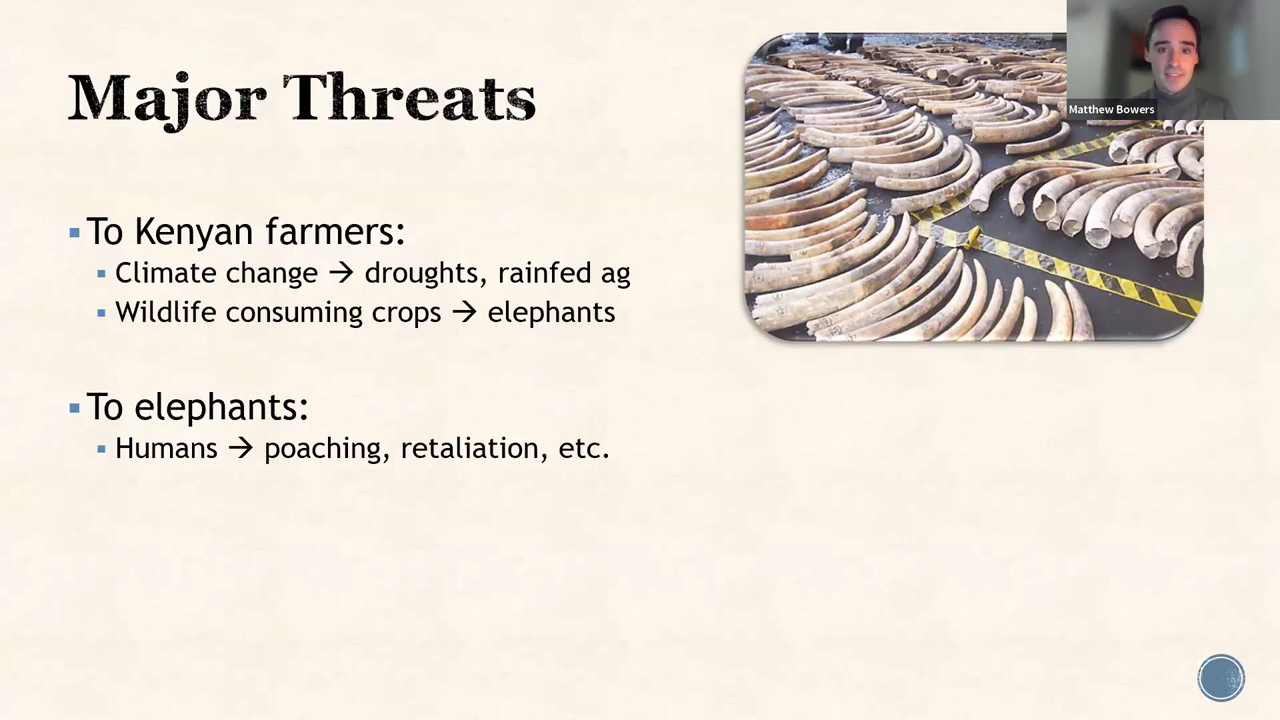 Major Threats
Matthew Bowers
To Kenyan farmers:
Climate change → droughts, rainfed ag
Wildlife consuming crops → elephants
To elephants:
Humans → poaching, retaliation, etc.